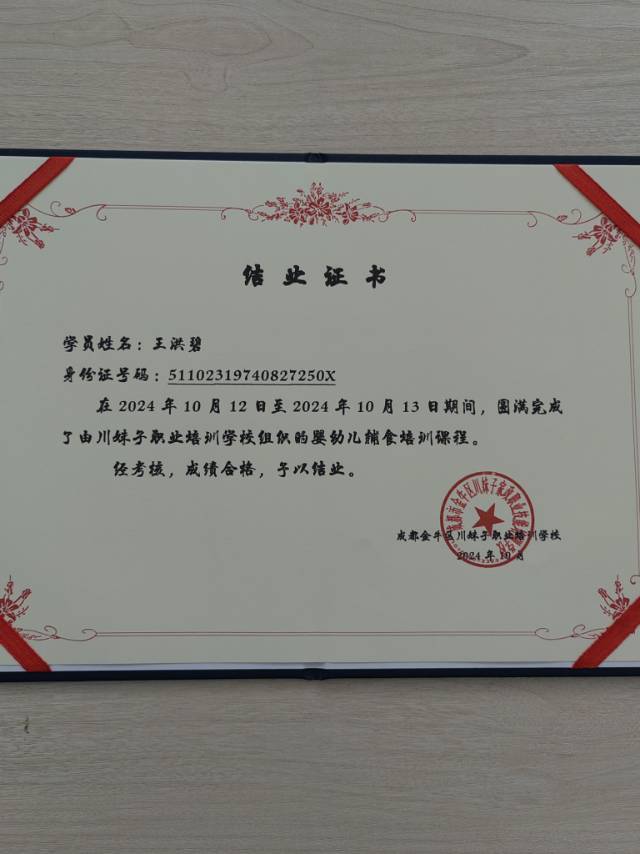 结业证书
学员姓名：王洪碧
身份证号码：51102319740827250X
在2024年10月12日至2024年10月13日期间，圆满完成
了由川妹子职业培训学校组织的婴幼儿辅食培训课程。
经考核，成绩合格，予以结业。
成都金牛区川妹子职业培训学校
2024年10月